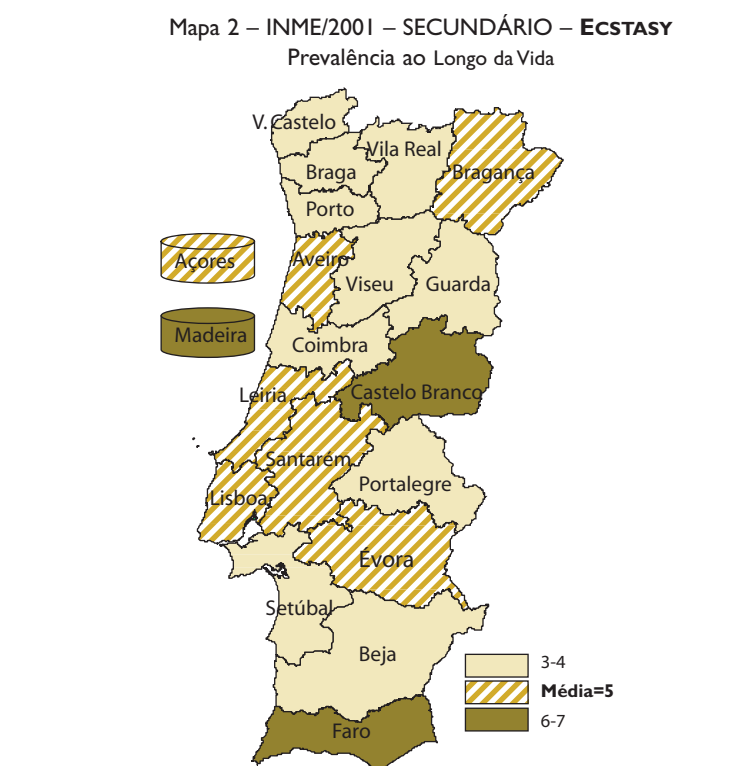 Mapa 2 – INME/2001 – SECUNDÁRIO – ECSTASY
Prevalência ao Longo da Vida
V. Castelo
Vila Real
Braga
Bragança
Porto
Açores
Aveiro
Viseu
Guarda
Madeira
Coimbra
Leiria
Castelo Branco
Santarém
Portalegre
Lisboa
Évora
Setúbal
Beja
3-4
Média=5
6-7
Faro